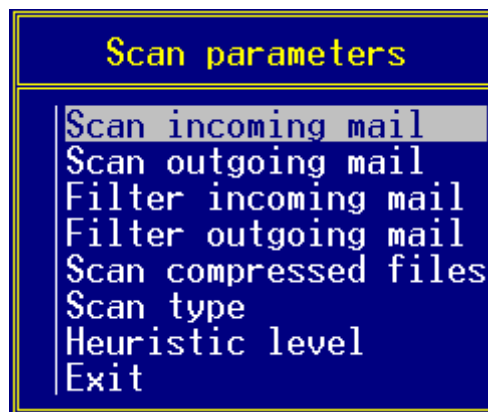 Scan parameters
Scan incoming mail
Scan outgoing mail
Filter incoming mail
Filter outgoing mail
Scan compressed files
Scan type
Heuristic level
Exit